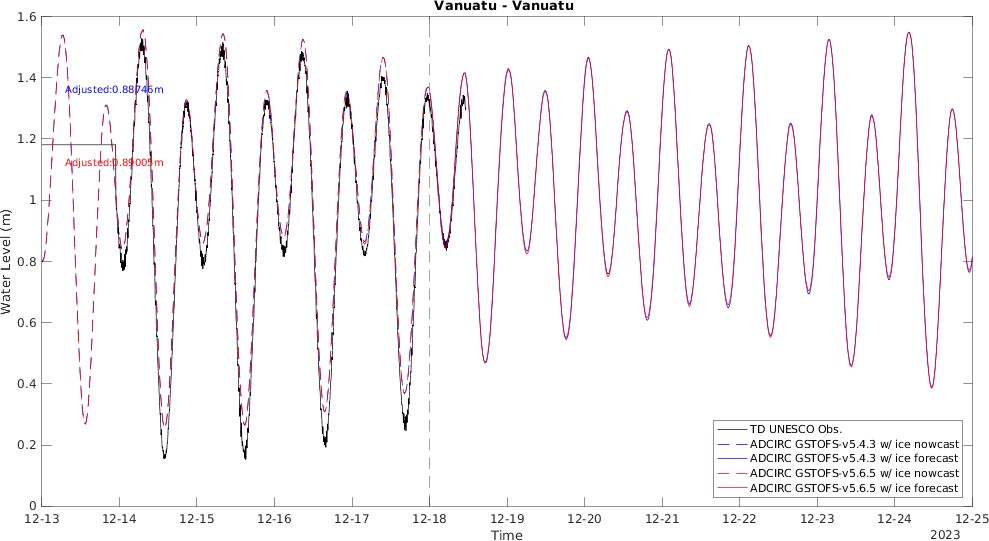 Vanuatu - Vanuatu
1.6
1.4
1.2
1
0.8
0.6
0.4
0.2
0
Water Level (m)
Adjusted:0.88746m
Adjusted:0.89005m
TD UNESCO Obs.
ADCIRC GSTOFS-v5.4.3 w/ ice nowcast
ADCIRC GSTOFS-v5.4.3 w/ ice forecast
ADCIRC GSTOFS-v5.6.5 w/ ice nowcast
ADCIRC GSTOFS-v5.6.5 w/ ice forecast
12-13 12-14 12-15 12-16 12-17 12-18 12-19 12-20 12-21 12-22 12-23 12-24 12-25
Time
2023